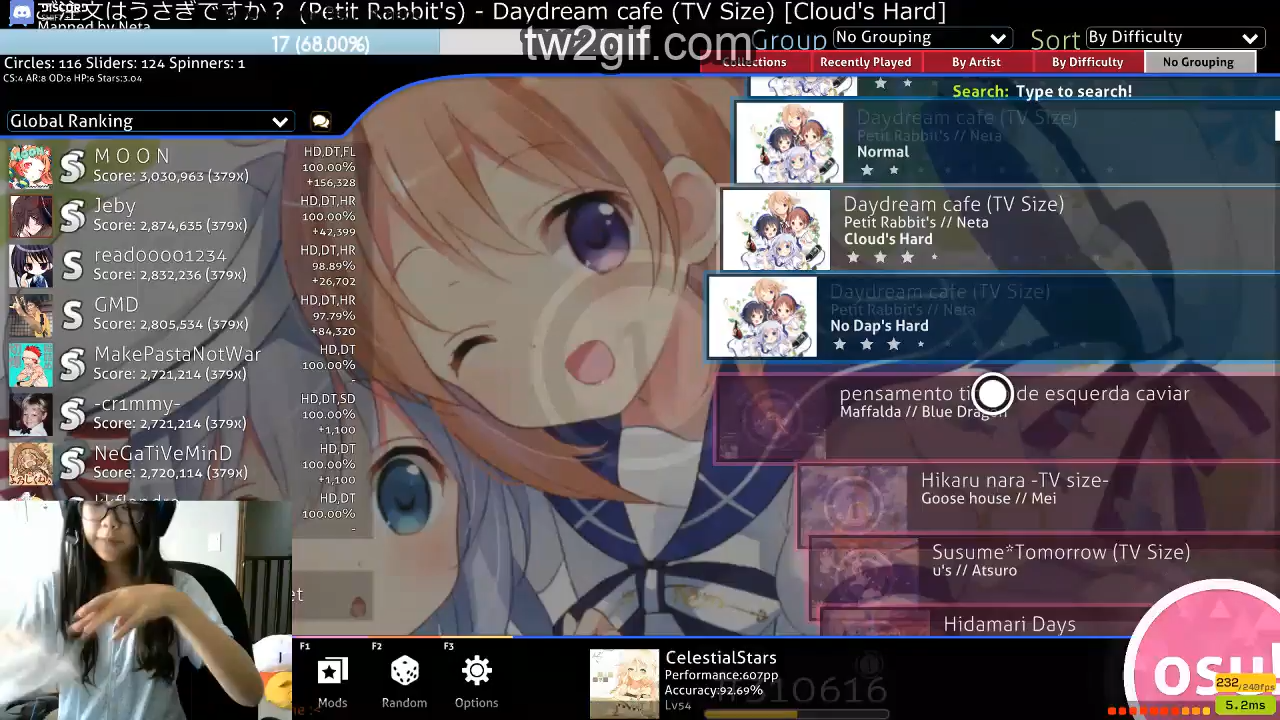 注文はうさぎですか? (Petit Rabbit's) - Daydream cafe (TV Size) [Cloud's Hard]
Mapped by Neta
17 (68.00%)
tw2gif.com
Group
No Grouping
Sort
By Difficulty
Circles: 116 Sliders: 124 Spinners: 1
CS:4 AR:8 OD:6 HP:6 Stars:3.04
Collections
Recently Played
By Artist
By Difficulty
No Grouping
Search: Type to search!
Global Ranking
M O O N
Score: 3,030,963 (379x)
HD,DT,FL
100.00%
+156,328
Jeby
Score: 2,874,635 (379x)
HD,DT,HR
100.00%
+42,399
Score: 2,832,236 (379x)
HD,DT,HR
98.89%
+26,702
GMD
Score: 2,805,534 (379x)
HD,DT,HR
97.79%
+84,320
MakePastaNotWar
Score: 2,721,214 (379x)
HD,DT
100.00%
-
-cr1mmy-
Score: 2,721,214 (379x)
HD,DT,SD
100.00%
+1,100
NeGaTiVeMinD
Score: 2,720,114 (379x)
HD,DT
100.00%
+1,100
HD,DT
100.00%
-
Daydream cafe (TV Size)
Petit Rabbit's // Neta
Normal
Daydream cafe (TV Size)
Petit Rabbit's // Neta
Cloud's Hard
Daydream cafe (TV Size)
Petit Rabbit's // Neta
No Dap's Hard
pensamento de esquerda caviar
Maffalda // Blue Dragon
Hikaru nara -TV size-
Goose house // Mei
Susume*Tomorrow (TV Size)
u's // Atsuro
Hidamari Days
et
F1
Mods
F2
Random
F3
Options
CelestialStars
Performance:607pp
Accuracy:92.69%
Lv54
#310616
osu
232/240fps
5.2ms